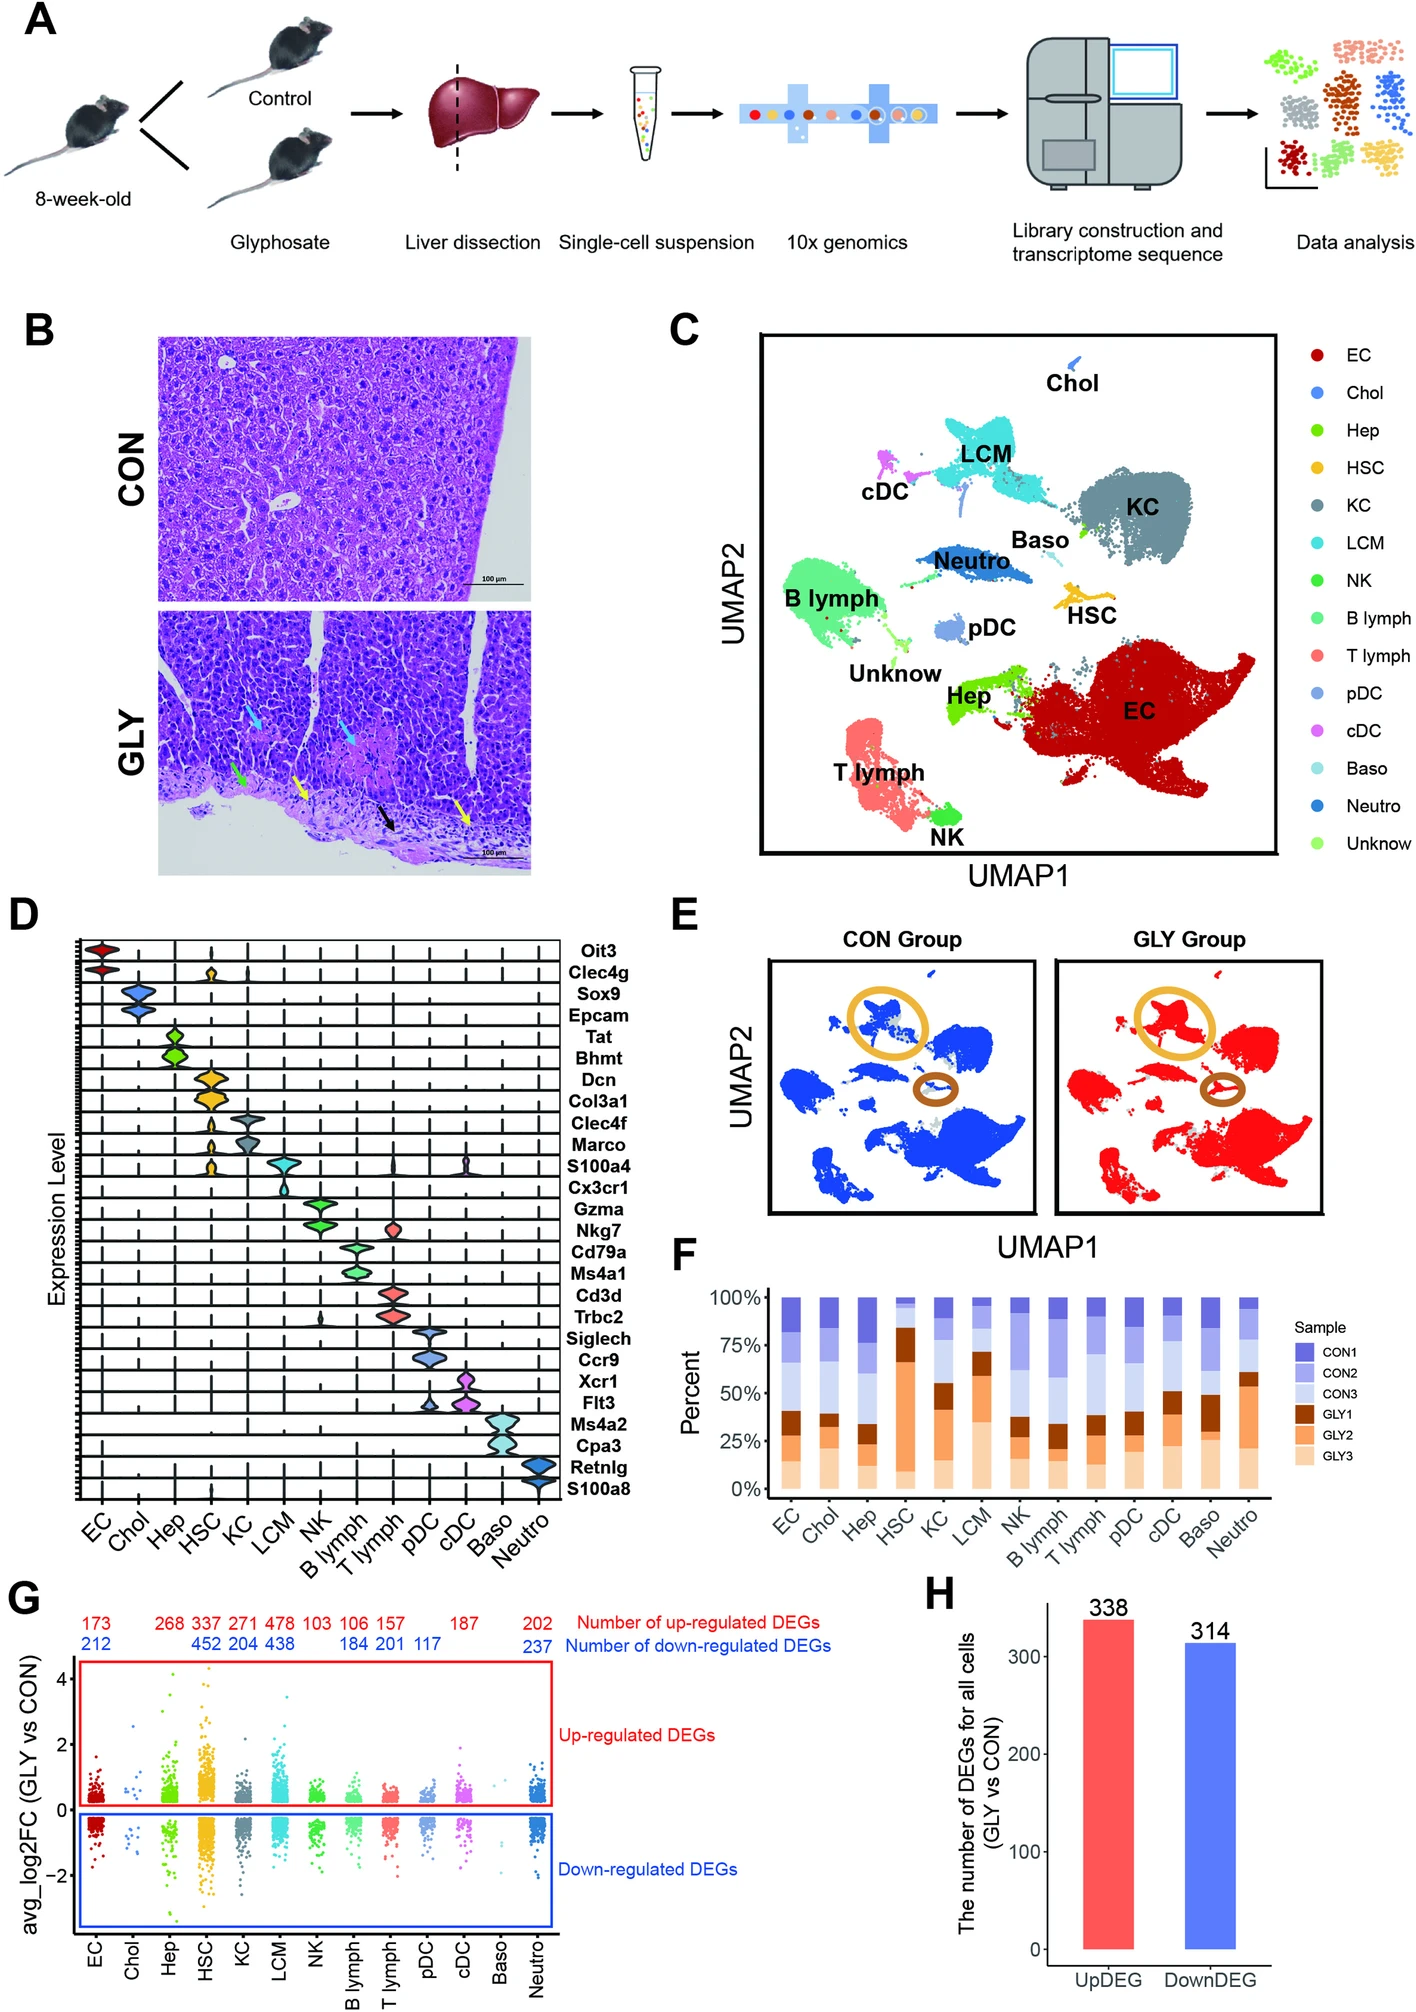 A
8-week-old
Control
Glyphosate
Liver dissection
Single-cell suspension
10x genomics
Library construction and
transcriptome sequence
Data analysis
B
CON
100 μm
GLY
100 μm
C
UMAP2
Chol
LCM
cDC
KC
Baso
Neutro
B lymph
HSC
pDC
Unknow
Hep
EC
T lymph
NK
UMAP1
EC
Chol
Hep
HSC
KC
LCM
NK
B lymph
T lymph
pDC
cDC
Baso
Neutro
Unknow
D
Expression Level
Oit3
Clec4g
Sox9
Epcam
Tat
Bhmt
Dcn
Col3a1
Clec4f
Marco
S100a4
Cx3cr1
Gzma
Nkg7
Cd79a
Ms4a1
Cd3d
Trbc2
Siglech
Ccr9
Xcr1
Flt3
Ms4a2
Cpa3
Retnlg
S100a8
EC Chol Hep HSC KC LCM NK B lymph T lymph pDC cDC Baso Neutro
E
CON Group GLY Group
UMAP2
UMAP1
F
Percent
100%
75%
50%
25%
0%
EC Chol Hep HSC KC LCM NK B lymph T lymph pDC cDC Baso Neutro
Sample
CON1
CON2
CON3
GLY1
GLY2
GLY3
G
173 268 337 271 478 103 106 157 187 202 Number of up-regulated DEGs
212 452 204 438 184 201 117 237 Number of down-regulated DEGs
avg_log2FC (GLY vs CON)
4
2
0
−2
Up-regulated DEGs
Down-regulated DEGs
EC Chol Hep HSC KC LCM NK B lymph T lymph pDC cDC Baso Neutro
H
The number of DEGs for all cells
(GLY vs CON)
338
314
300
200
100
0
UpDEG DownDEG